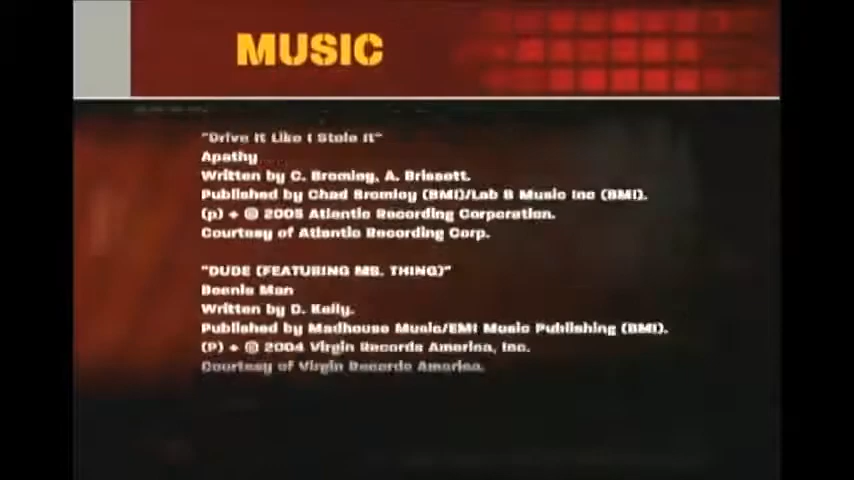 MUSIC
"Drive It Like I Stole It"
Apathy
Written by C. Bromley, A. Brissett.
Published by Chad Bromley (BMI)/Lab B Music Inc (BMI).
(p) + © 2005 Atlantic Recording Corporation.
Courtesy of Atlantic Recording Corp.
"DUDE (FEATURING MS. THING)"
Beenie Man
Written by D. Kelly.
Published by Madhouse Music/EMI Music Publishing (BMI).
(P) + © 2004 Virgin Records America, Inc.
Courtesy of Virgin Records America.